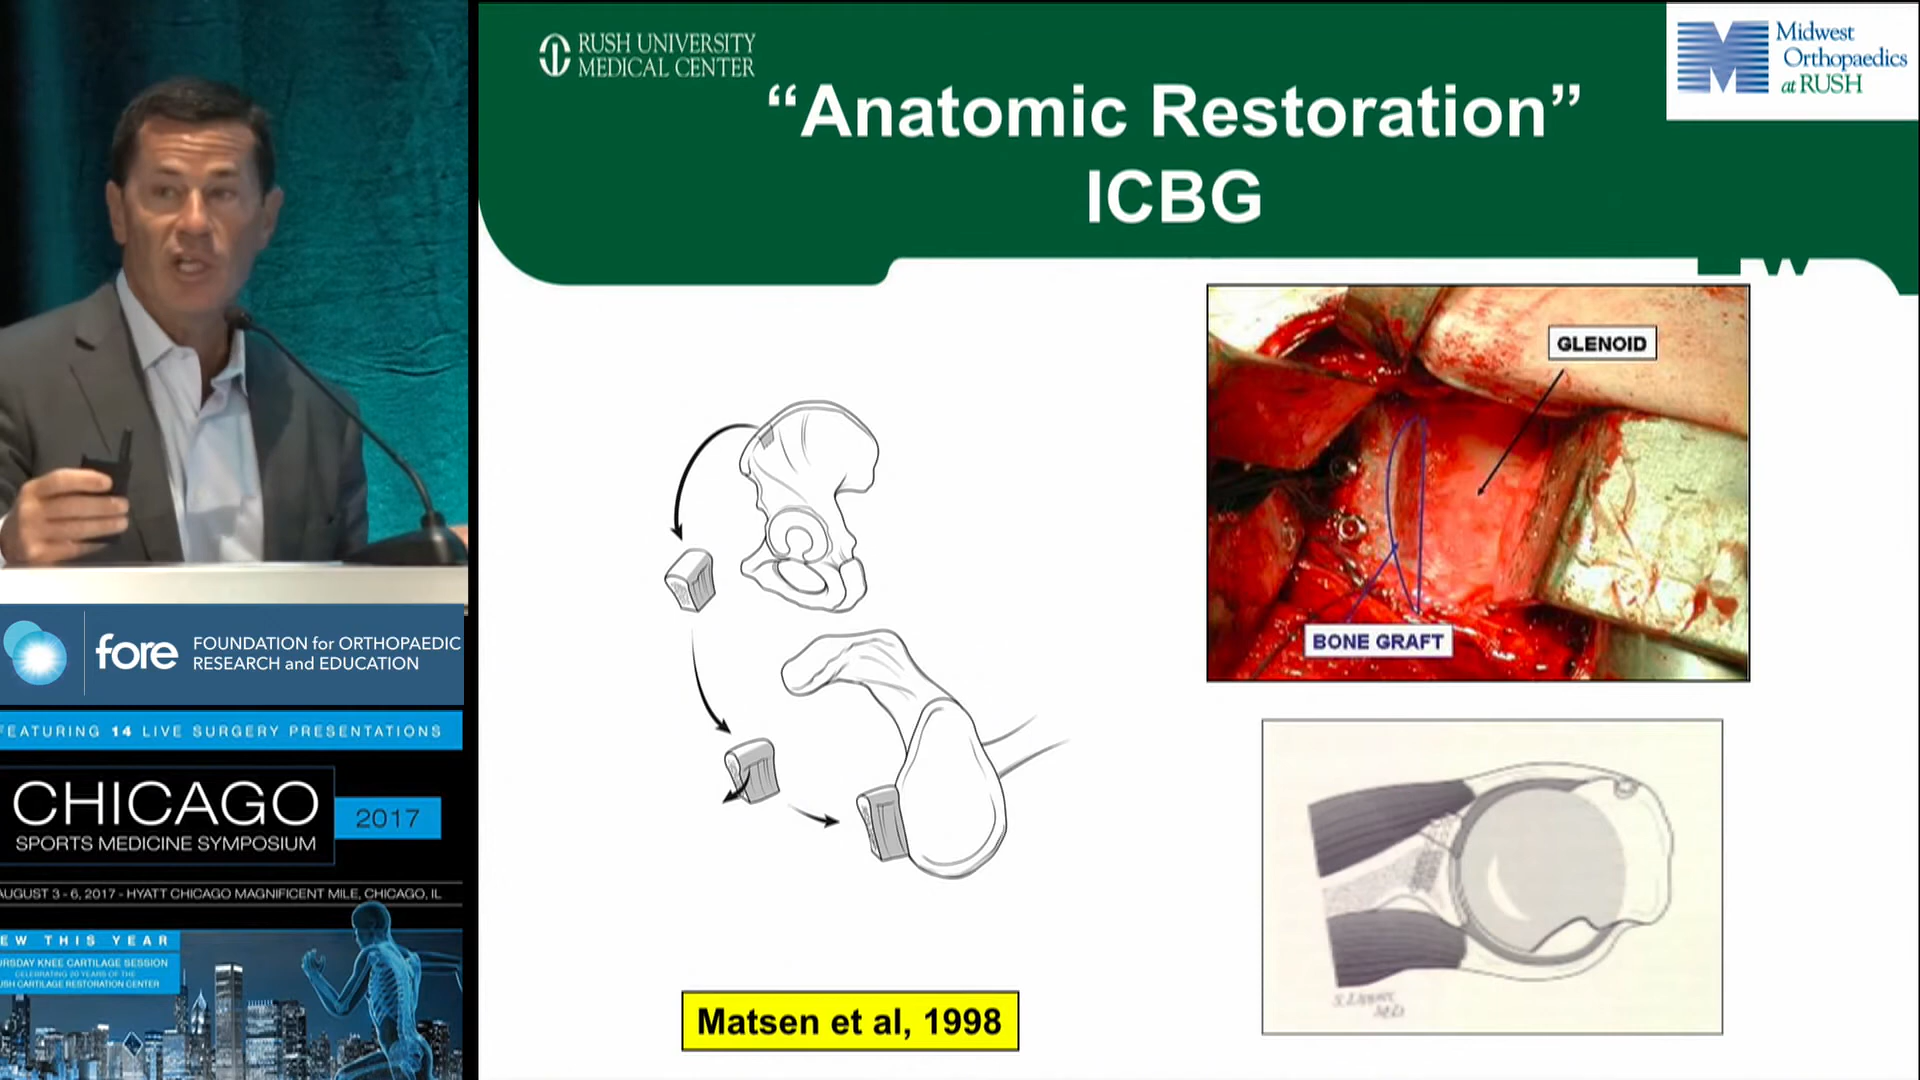 RUSH UNIVERSITY
MEDICAL CENTER
Midwest
Orthopaedics
at RUSH
“Anatomic Restoration”
ICBG
GLENOID
BONE GRAFT
Matsen et al, 1998
fore
FOUNDATION for ORTHOPAEDIC
RESEARCH and EDUCATION
FEATURING 14 LIVE SURGERY PRESENTATIONS
CHICAGO
SPORTS MEDICINE SYMPOSIUM
2017
AUGUST 3 - 6, 2017 - HYATT CHICAGO MAGNIFICENT MILE, CHICAGO, IL
EW THIS YEAR
URSDAY KNEE CARTILAGE SESSION
CELEBRATING 20 YEARS OF THE
USH CARTILAGE RESTORATION CENTER
M.D.